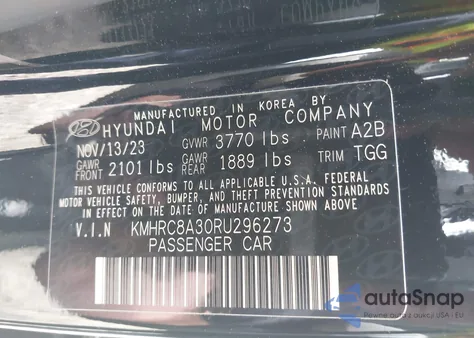 MANUFACTURED IN KOREA BY
HYUNDAI MOTOR COMPANY
NOV/13/23 GVWR 3770 lbs PAINT A2B
GAWR FRONT 2101 lbs GAWR REAR 1889 lbs TRIM TGG
THIS VEHICLE CONFORMS TO ALL APPLICABLE U.S.A. FEDERAL
MOTOR VEHICLE SAFETY, BUMPER, AND THEFT PREVENTION STANDARDS
IN EFFECT ON THE DATE OF MANUFACTURE SHOWN ABOVE.
V.I.N KMHRC8A30RU296273
PASSENGER CAR
autoSnap